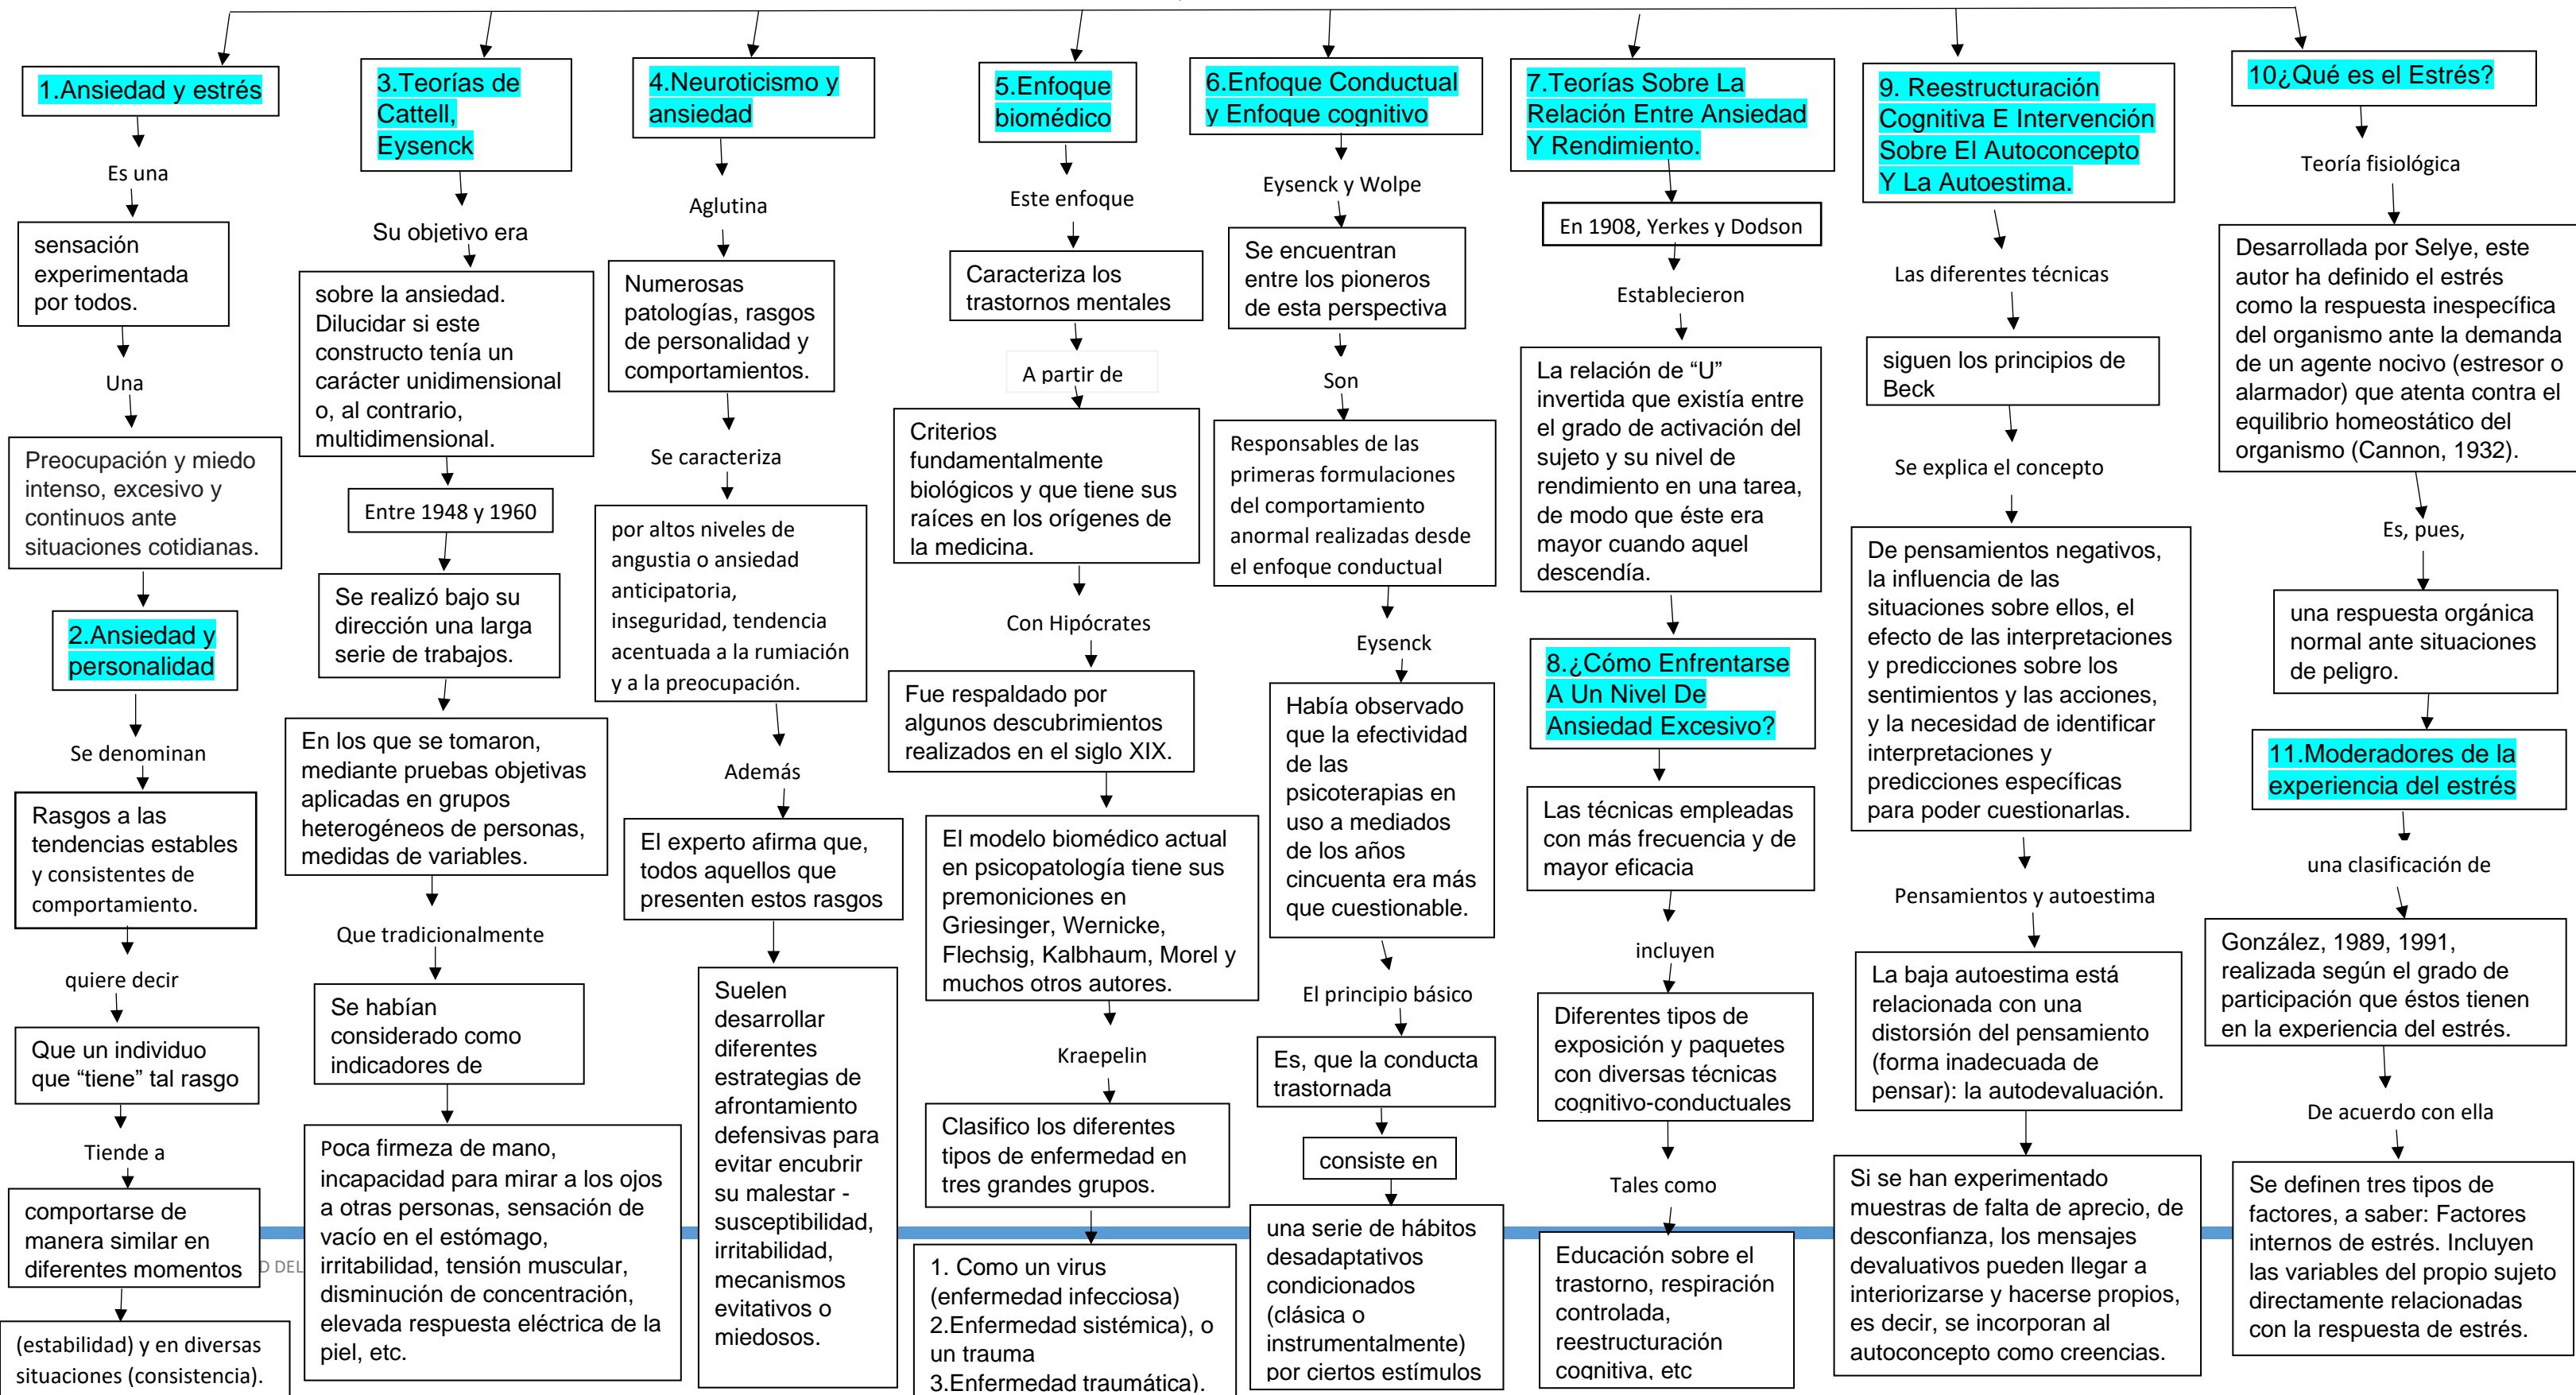 1.Ansiedad y estrés
Es una
sensación
experimentada
por todos.
Una
Preocupación y miedo
intenso, excesivo y
continuos ante
situaciones cotidianas.
2.Ansiedad y
personalidad
Se denominan
Rasgos a las
tendencias estables
y consistentes de
comportamiento.
quiere decir
Que un individuo
que “tiene” tal rasgo
Tiende a
comportarse de
manera similar en
diferentes momentos
D DEL
(estabilidad) y en diversas
situaciones (consistencia).
3.Teorías de
Cattell,
Eysenck
Su objetivo era
sobre la ansiedad.
Dilucidar si este
constructo tenía un
carácter unidimensional
o, al contrario,
multidimensional.
Entre 1948 y 1960
Se realizó bajo su
dirección una larga
serie de trabajos.
En los que se tomaron,
mediante pruebas objetivas
aplicadas en grupos
heterogéneos de personas,
medidas de variables.
Que tradicionalmente
Se habían
considerado como
indicadores de
Poca firmeza de mano,
incapacidad para mirar a los ojos
a otras personas, sensación de
vacío en el estómago,
irritabilidad, tensión muscular,
disminución de concentración,
elevada respuesta eléctrica de la
piel, etc.
4.Neuroticismo y
ansiedad
Aglutina
Numerosas
patologías, rasgos
de personalidad y
comportamientos.
Se caracteriza
por altos niveles de
angustia o ansiedad
anticipatoria,
inseguridad, tendencia
acentuada a la rumiación
y a la preocupación.
Además
El experto afirma que,
todos aquellos que
presenten estos rasgos
Suelen
desarrollar
diferentes
estrategias de
afrontamiento
defensivas para
evitar encubrir
su malestar -
susceptibilidad,
irritabilidad,
mecanismos
evitativos o
miedosos.
5.Enfoque
biomédico
Este enfoque
Caracteriza los
trastornos mentales
A partir de
Criterios
fundamentalmente
biológicos y que tiene sus
raíces en los orígenes de
la medicina.
Con Hipócrates
Fue respaldado por
algunos descubrimientos
realizados en el siglo XIX.
El modelo biomédico actual
en psicopatología tiene sus
premoniciones en
Griesinger, Wernicke,
Flechsig, Kalbhaum, Morel y
muchos otros autores.
Kraepelin
Clasifico los diferentes
tipos de enfermedad en
tres grandes grupos.
1. Como un virus
(enfermedad infecciosa)
2.Enfermedad sistémica), o
un trauma
3.Enfermedad traumática).
6.Enfoque Conductual
y Enfoque cognitivo
Eysenck y Wolpe
Se encuentran
entre los pioneros
de esta perspectiva
Son
Responsables de las
primeras formulaciones
del comportamiento
anormal realizadas desde
el enfoque conductual
Eysenck
Había observado
que la efectividad
de las
psicoterapias en
uso a mediados
de los años
cincuenta era más
que cuestionable.
El principio básico
Es, que la conducta
trastornada
consiste en
una serie de hábitos
desadaptativos
condicionados
(clásica o
instrumentalmente)
por ciertos estímulos
7.Teorías Sobre La
Relación Entre Ansiedad
Y Rendimiento.
En 1908, Yerkes y Dodson
Establecieron
La relación de “U”
invertida que existía entre
el grado de activación del
sujeto y su nivel de
rendimiento en una tarea,
de modo que éste era
mayor cuando aquel
descendía.
8.¿Cómo Enfrentarse
A Un Nivel De
Ansiedad Excesivo?
Las técnicas empleadas
con más frecuencia y de
mayor eficacia
incluyen
Diferentes tipos de
exposición y paquetes
con diversas técnicas
cognitivo-conductuales
Tales como
Educación sobre el
trastorno, respiración
controlada,
reestructuración
cognitiva, etc
9. Reestructuración
Cognitiva E Intervención
Sobre El Autoconcepto
Y La Autoestima.
Las diferentes técnicas
siguen los principios de
Beck
Se explica el concepto
De pensamientos negativos,
la influencia de las
situaciones sobre ellos, el
efecto de las interpretaciones
y predicciones sobre los
sentimientos y las acciones,
y la necesidad de identificar
interpretaciones y
predicciones específicas
para poder cuestionarlas.
Pensamientos y autoestima
La baja autoestima está
relacionada con una
distorsión del pensamiento
(forma inadecuada de
pensar): la autodevaluación.
Si se han experimentado
muestras de falta de aprecio, de
desconfianza, los mensajes
devaluativos pueden llegar a
interiorizarse y hacerse propios,
es decir, se incorporan al
autoconcepto como creencias.
10¿Qué es el Estrés?
Teoría fisiológica
Desarrollada por Selye, este
autor ha definido el estrés
como la respuesta inespecífica
del organismo ante la demanda
de un agente nocivo (estresor o
alarmador) que atenta contra el
equilibrio homeostático del
organismo (Cannon, 1932).
Es, pues,
una respuesta orgánica
normal ante situaciones
de peligro.
11.Moderadores de la
experiencia del estrés
una clasificación de
González, 1989, 1991,
realizada según el grado de
participación que éstos tienen
en la experiencia del estrés.
De acuerdo con ella
Se definen tres tipos de
factores, a saber: Factores
internos de estrés. Incluyen
las variables del propio sujeto
directamente relacionadas
con la respuesta de estrés.